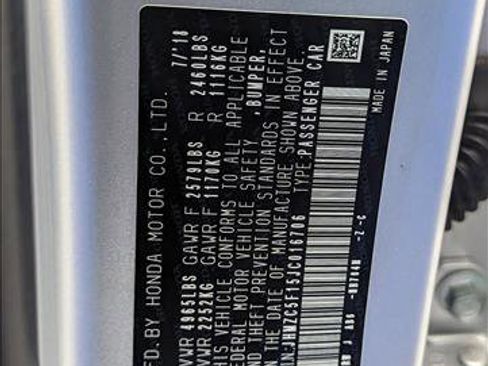 MFD.BY HONDA MOTOR CO.,LTD. 7/'18
GVWR 4965LBS GAWR F 2579LBS R 2460LBS
GVWR 2252KG GAWR F 1170KG R 1116KG
THIS VEHICLE CONFORMS TO ALL APPLICABLE
FEDERAL MOTOR VEHICLE SAFETY ,BUMPER,
AND THEFT PREVENTION STANDARDS IN EFFECT
ON THE DATE OF MANUFACTURE SHOWN ABOVE.
V.I.N.:JHMZC5F15JC016706 TYPE:PASSENGER CAR
J ABS -NH704M -Z -C
MADE IN JAPAN